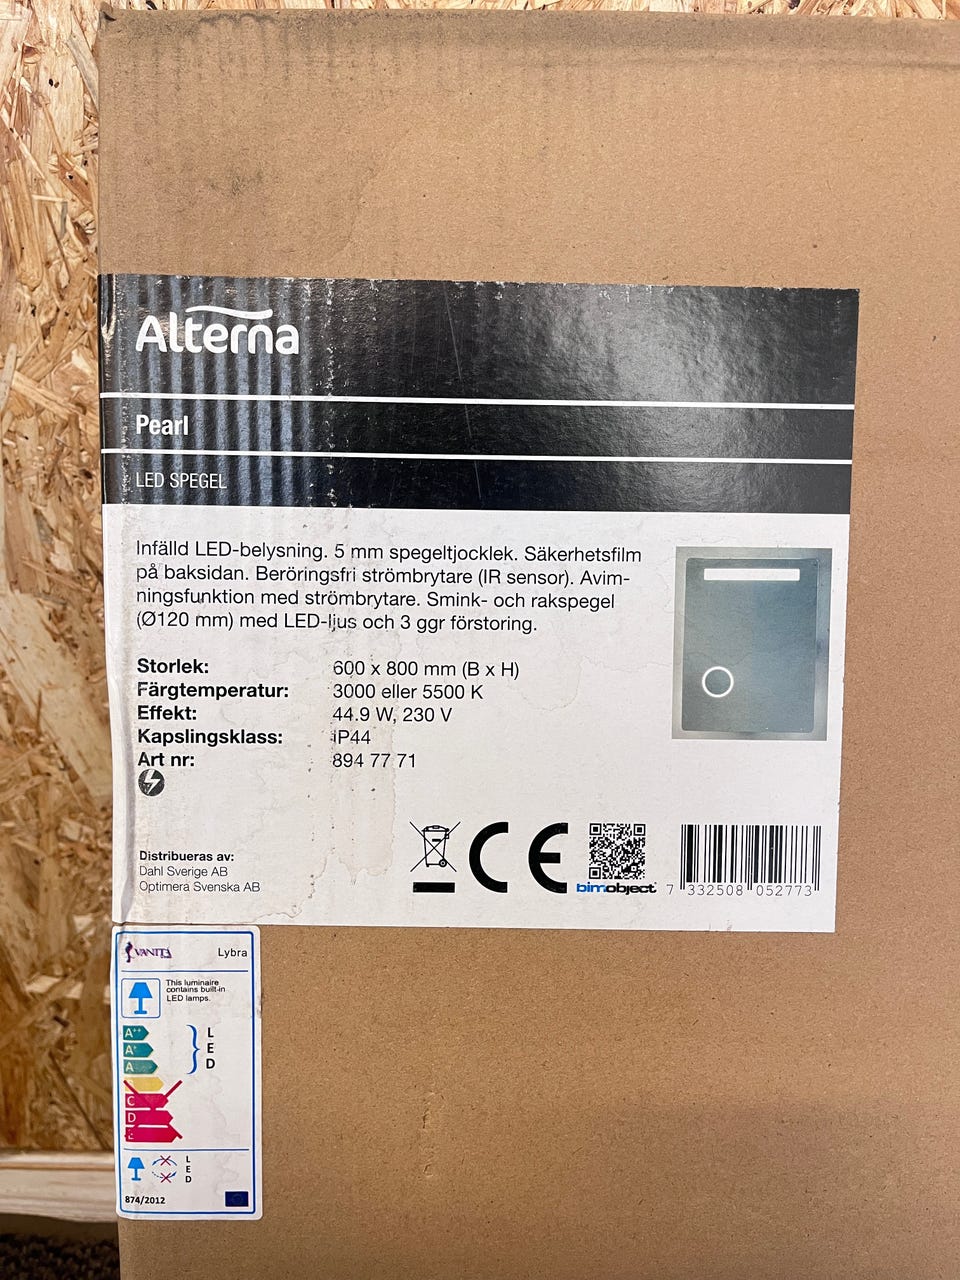 Alterna
Pearl
LED SPEGEL
Infälld LED-belysning. 5 mm spegeltjocklek. Säkerhetsfilm
på baksidan. Beröringsfri strömbrytare (IR sensor). Avim-
ningsfunktion med strömbrytare. Smink- och rakspegel
(Ø120 mm) med LED-ljus och 3 ggr förstoring.
Storlek: 600 x 800 mm (B x H)
Färgtemperatur: 3000 eller 5500 K
Effekt: 44.9 W, 230 V
Kapslingsklass: IP44
Art nr: 894 77 71
Distribueras av:
Dahl Sverige AB
Optimera Svenska AB
CE
bimobject
7 332508 052773
VANITÀ Lybra
This luminaire
contains built-in
LED lamps.
A++
A+
A
L
E
D
C
D
E
L
E
D
874/2012